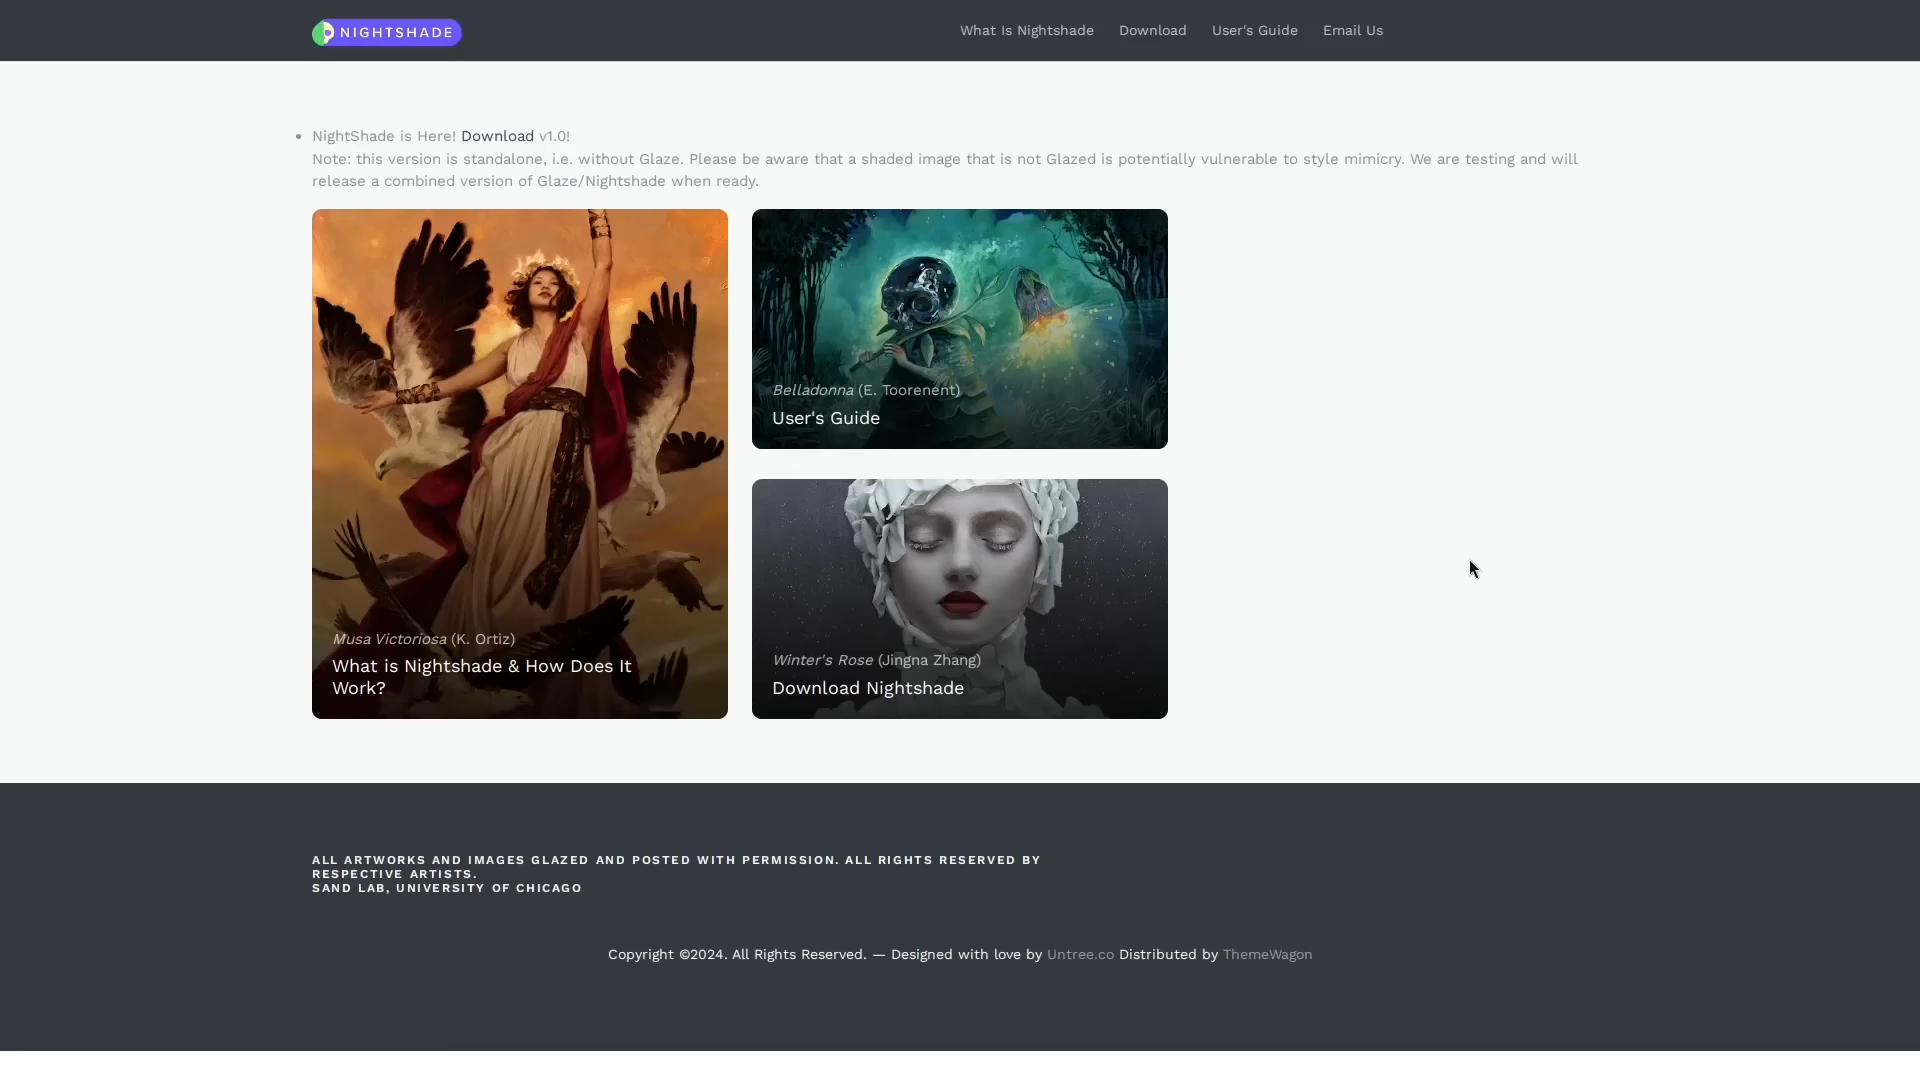 NIGHTSHADE
What Is Nightshade
Download
User's Guide
Email Us
NightShade is Here! Download v1.0!
Note: this version is standalone, i.e. without Glaze. Please be aware that a shaded image that is not Glazed is potentially vulnerable to style mimicry. We are testing and will
release a combined version of Glaze/Nightshade when ready.
Musa Victoriosa (K. Ortiz)
What is Nightshade & How Does It
Work?
Belladonna (E. Toorenent)
User's Guide
Winter's Rose (Jingna Zhang)
Download Nightshade
ALL ARTWORKS AND IMAGES GLAZED AND POSTED WITH PERMISSION. ALL RIGHTS RESERVED BY
RESPECTIVE ARTISTS.
SAND LAB, UNIVERSITY OF CHICAGO
Copyright ©2024. All Rights Reserved. — Designed with love by Untree.co Distributed by ThemeWagon